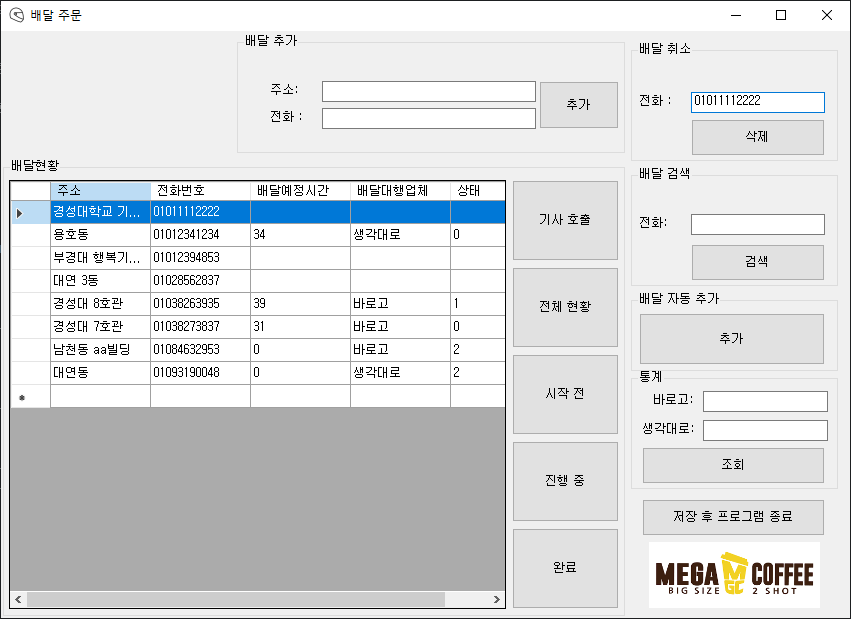 배달 주문
배달 추가
주소:
전화 :
추가
배달 취소
전화 :
01011112222
삭제
배달현황
주소 전화번호 배달예정시간 배달대행업체 상태
경성대학교 기... 01011112222
용호동 01012341234 34 생각대로 0
부경대 행복기... 01012394853
대연 3동 01028562837
경성대 8호관 01038263935 39 바로고 1
경성대 7호관 01038273837 31 바로고 0
남천동 aa빌딩 01084632953 0 바로고 2
대연동 01093190048 0 생각대로 2
기사 호출
전체 현황
시작 전
진행 중
완료
배달 검색
전화:
검색
배달 자동 추가
추가
통계
바로고:
생각대로:
조회
저장 후 프로그램 종료
MEGA M COFFEE
BIG SIZE GC 2 SHOT